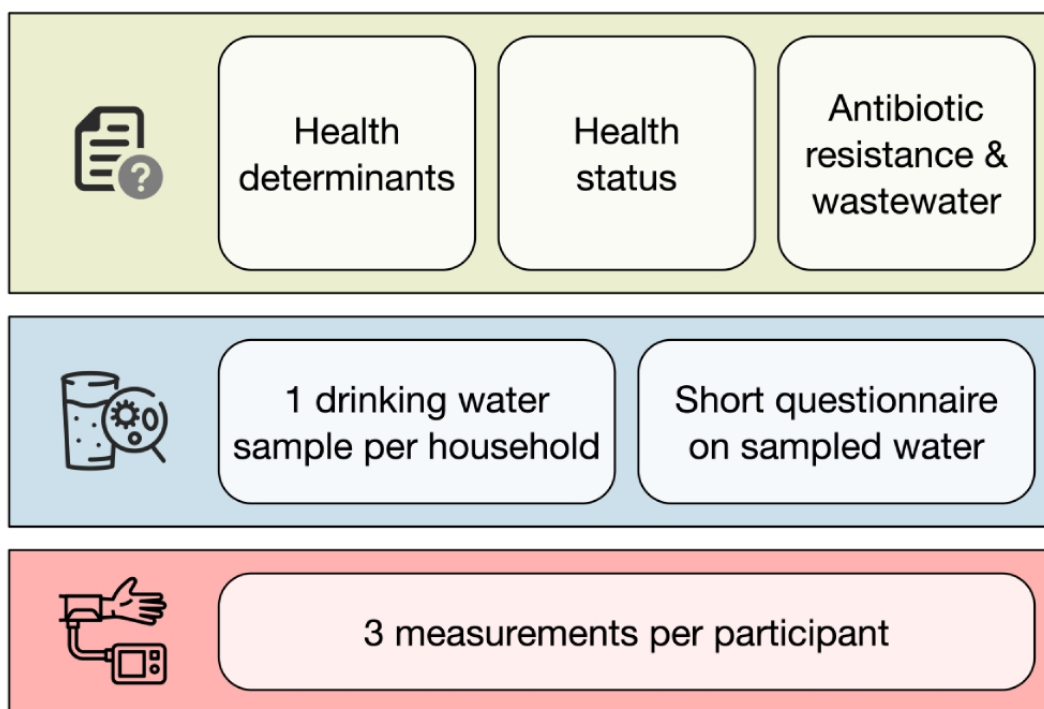 Health
determinants
Health
status
Antibiotic
resistance &
wastewater
?
1 drinking water
sample per household
Short questionnaire
on sampled water
3 measurements per participant